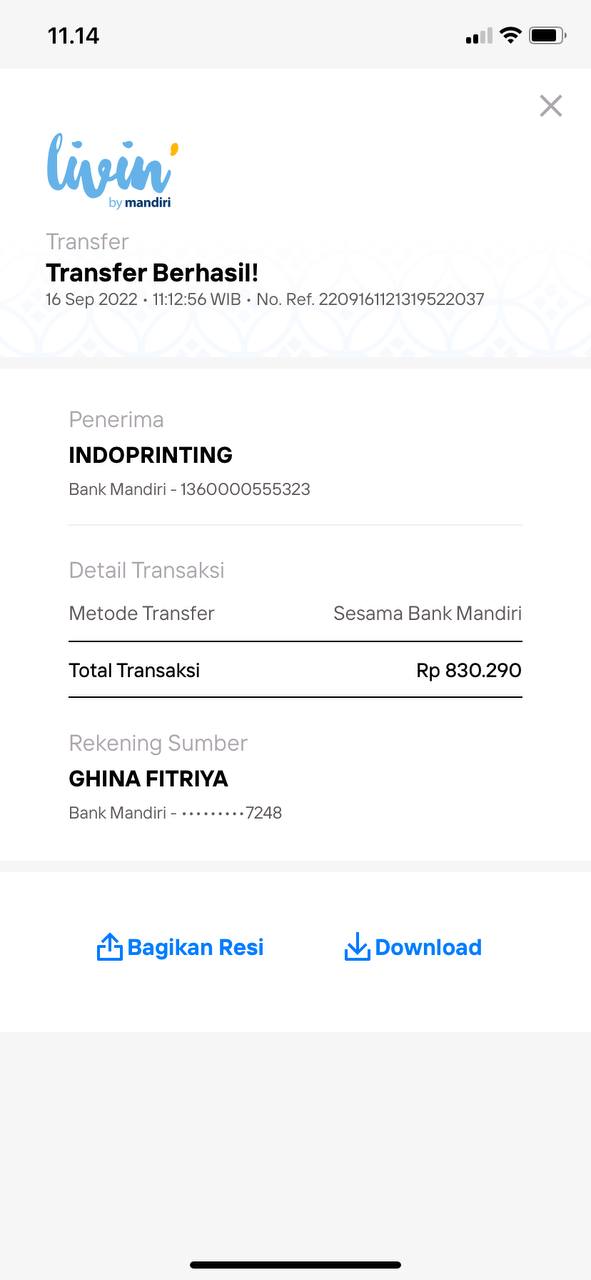 11.14
livin'
by mandiri
Transfer
Transfer Berhasil!
16 Sep 2022 • 11:12:56 WIB • No. Ref. 2209161121319522037
Penerima
INDOPRINTING
Bank Mandiri - 1360000555323
Detail Transaksi
Metode Transfer Sesama Bank Mandiri
Total Transaksi Rp 830.290
Rekening Sumber
GHINA FITRIYA
Bank Mandiri - •••••••••7248
Bagikan Resi Download